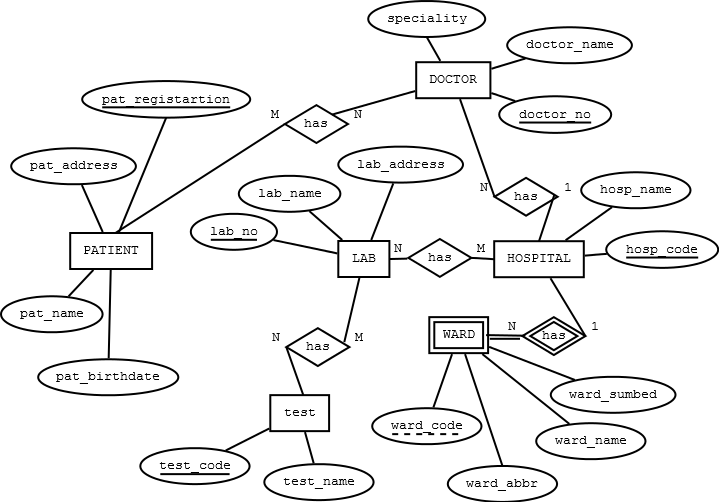 speciality
doctor_name
DOCTOR
pat_registartion
doctor_no
M
has
N
pat_address
lab_address
lab_name
N
has
1
hosp_name
lab_no
PATIENT
LAB
N
has
M
HOSPITAL
hosp_code
pat_name
N
has
M
WARD
N
has
1
pat_birthdate
ward_sumbed
test
ward_code
ward_name
test_code
test_name
ward_abbr